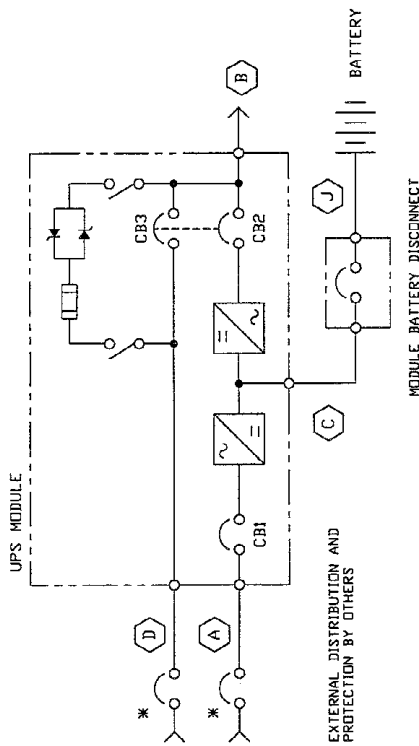 UPS MODULE
CB3
CB2
B
CB1
D
A
*
*
C
J
BATTERY
MODULE BATTERY DISCONNECT
EXTERNAL DISTRIBUTION AND
PROTECTION BY OTHERS